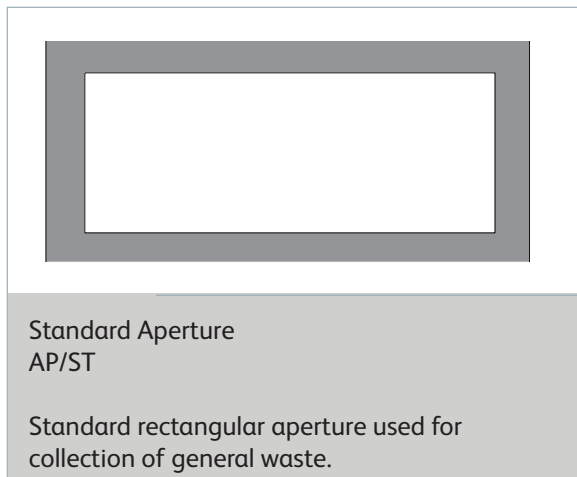 Standard Aperture
AP/ST
Standard rectangular aperture used for
collection of general waste.